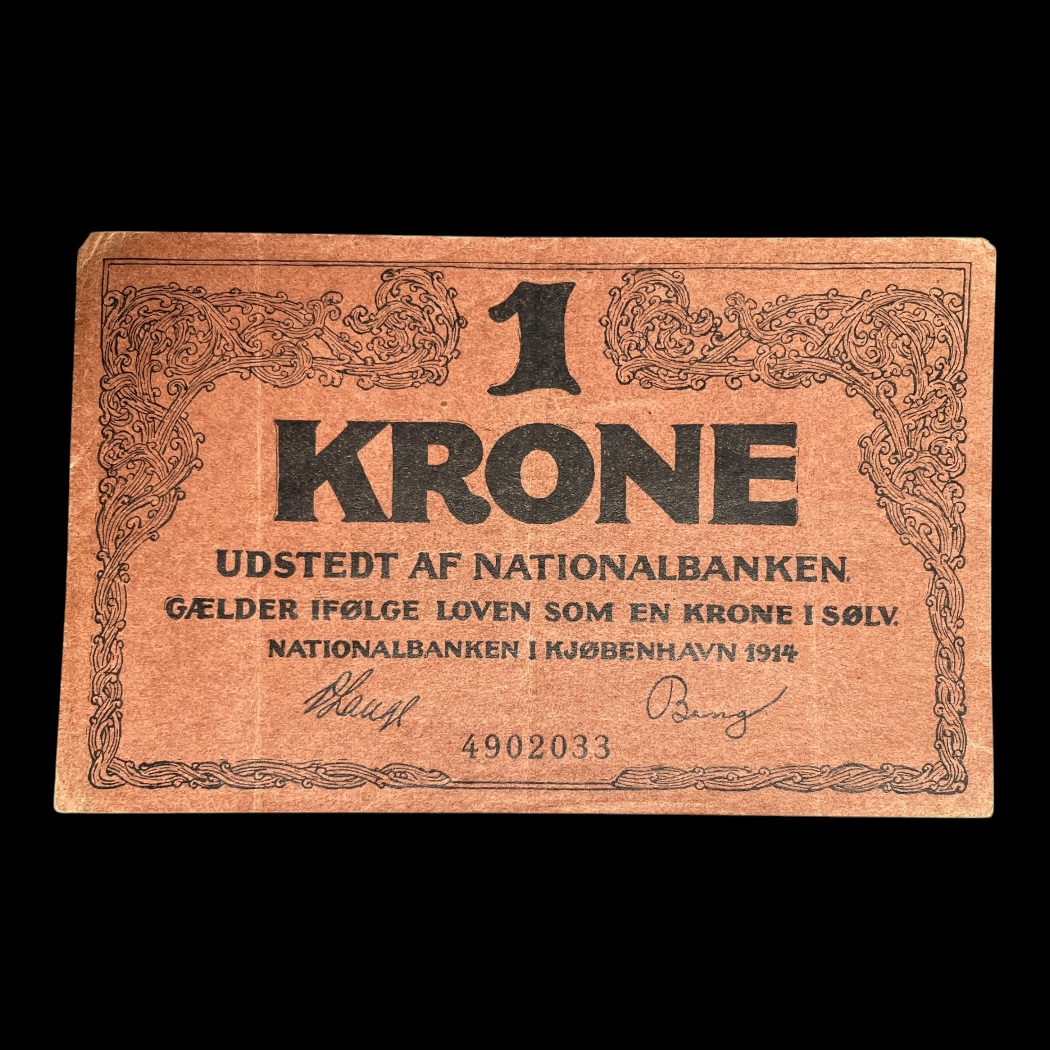 1
KRONE
UDSTEDT AF NATIONALBANKEN.
GÆLDER IFØLGE LOVEN SOM EN KRONE I SØLV.
NATIONALBANKEN I KJØBENHAVN 1914
Bang
4902033